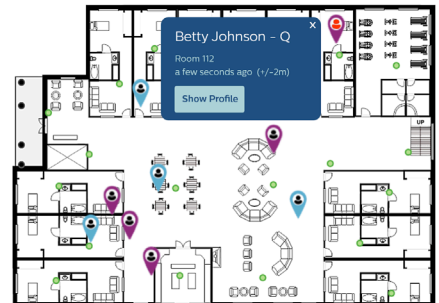 x
Betty Johnson - Q
Room 112
a few seconds ago (+/-2m)
Show Profile
UP